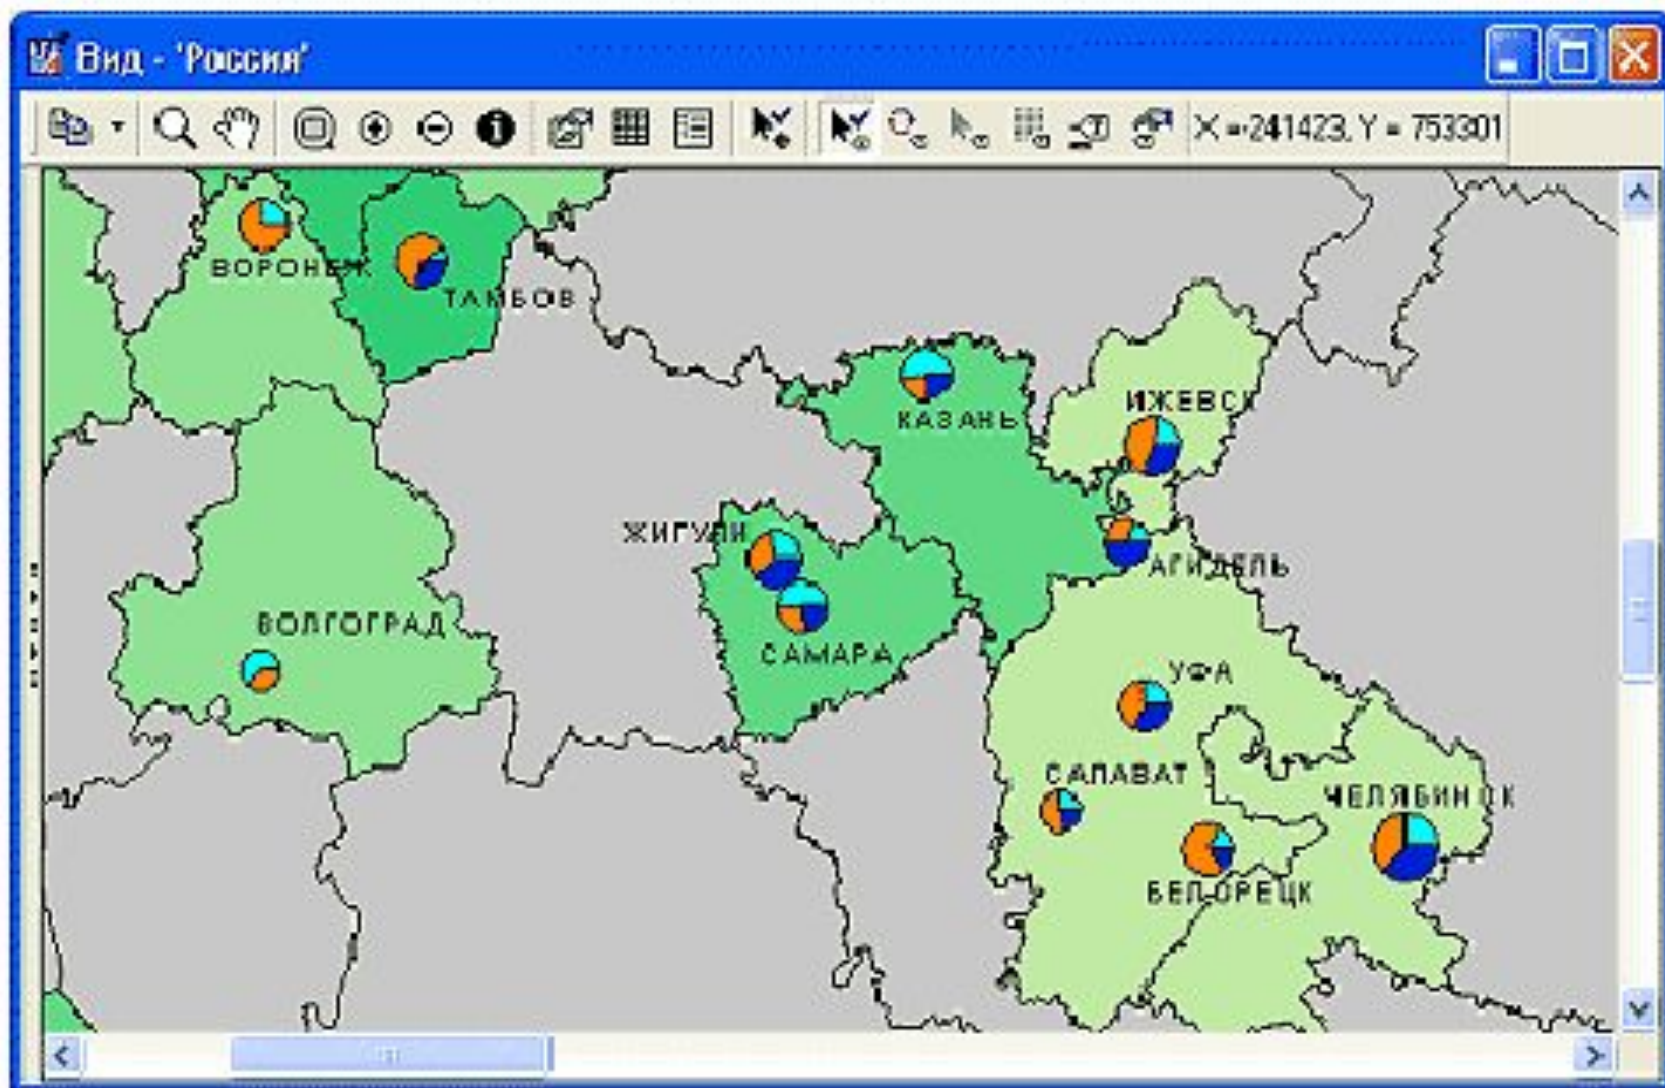 Вид - 'Россия'
X =-241423, Y = 753301
ВОРОНЕЖ
ТАМБОВ
КАЗАНЬ
ИЖЕВСК
ЖИГУЛИ
АГИДЕЛЬ
ВОЛГОГРАД
САМАРА
УФА
САЛАВАТ
ЧЕЛЯБИНСК
БЕЛОРЕЦК